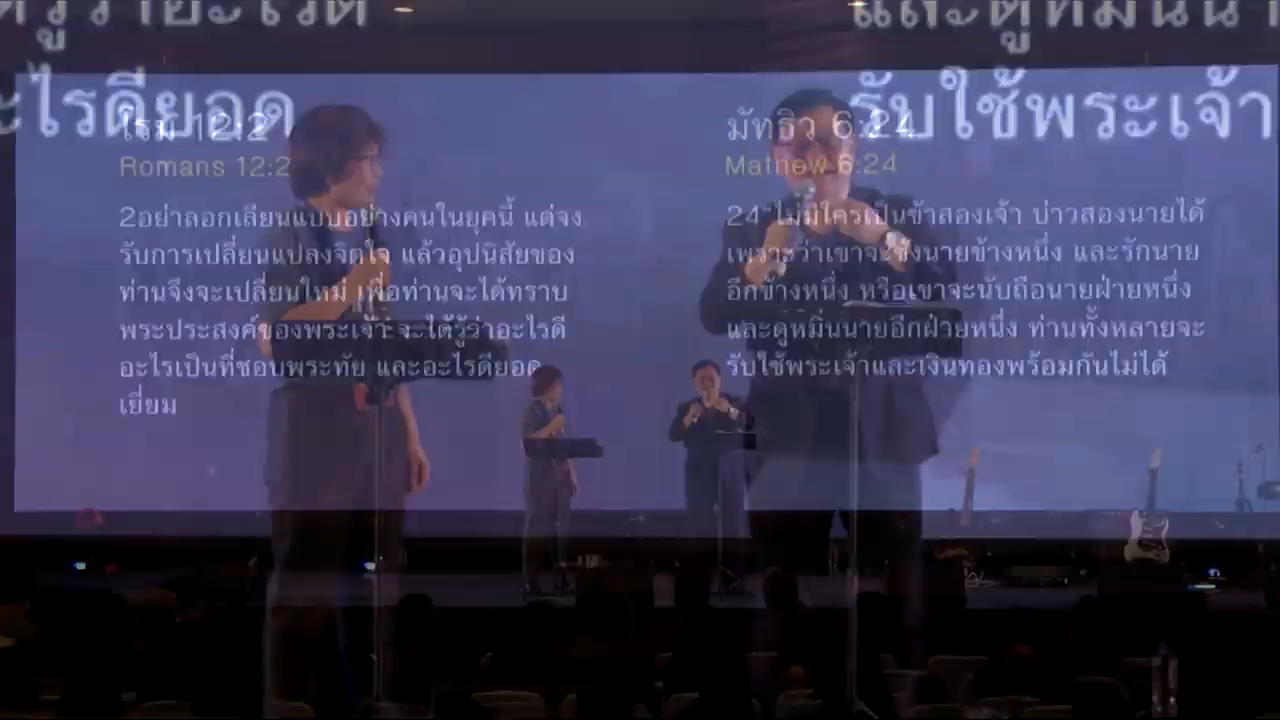 และดูหมิ่นนา
ะไรดียอด
รับใช้พระเจ้า
โรม 12:2
Romans 12:2
2อย่าลอกเลียนแบบอย่างคนในยุคนี้ แต่จง
รับการเปลี่ยนแปลงจิตใจ แล้วอุปนิสัยของ
ท่านจึงจะเปลี่ยนใหม่ เพื่อท่านจะได้ทราบ
พระประสงค์ของพระเจ้า จะได้รู้ว่าอะไรดี
อะไรเป็นที่ชอบพระทัย และอะไรดียอด
เยี่ยม
มัทธิว 6:24
Mathew 6:24
24 "ไม่มีใครเป็นข้าสองเจ้า บ่าวสองนายได้
เพราะว่าเขาจะชังนายข้างหนึ่ง และรักนาย
อีกข้างหนึ่ง หรือเขาจะนับถือนายฝ่ายหนึ่ง
และดูหมิ่นนายอีกฝ่ายหนึ่ง ท่านทั้งหลายจะ
รับใช้พระเจ้าและเงินทองพร้อมกันไม่ได้